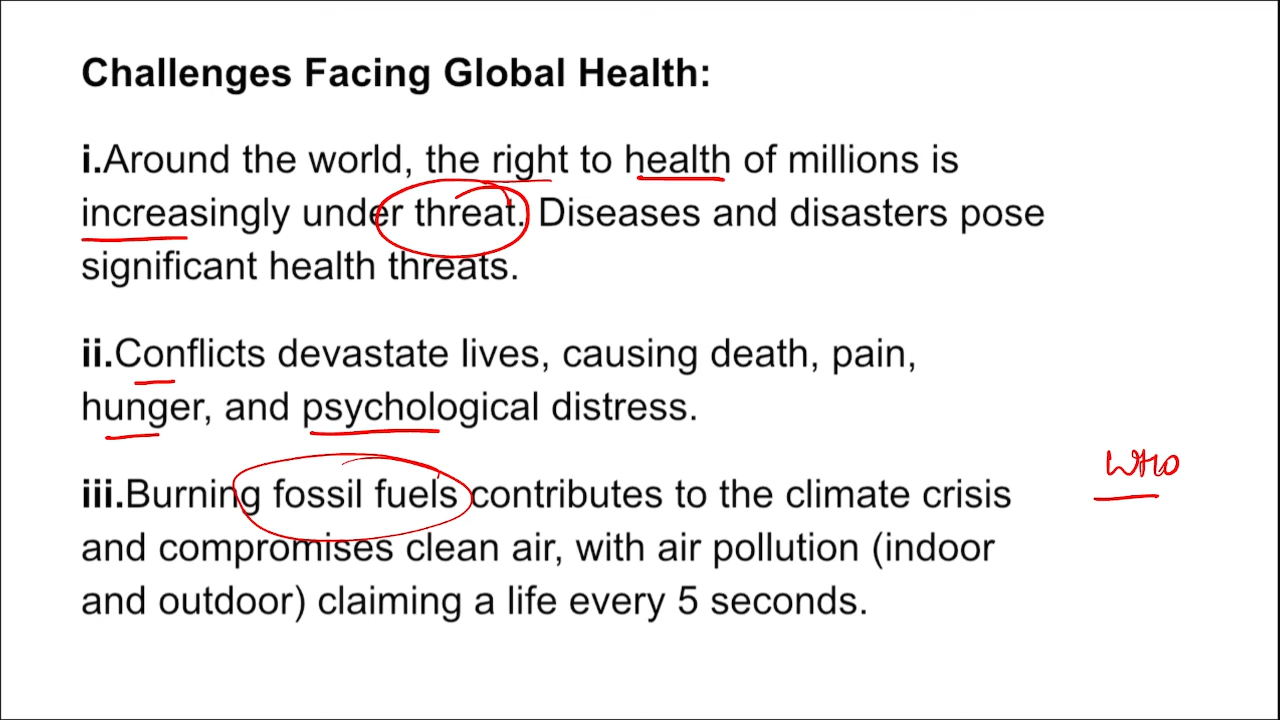 Challenges Facing Global Health:
i.Around the world, the right to health of millions is
increasingly under threat. Diseases and disasters pose
significant health threats.
ii.Conflicts devastate lives, causing death, pain,
hunger, and psychological distress.
WHO
iii.Burning fossil fuels contributes to the climate crisis
and compromises clean air, with air pollution (indoor
and outdoor) claiming a life every 5 seconds.